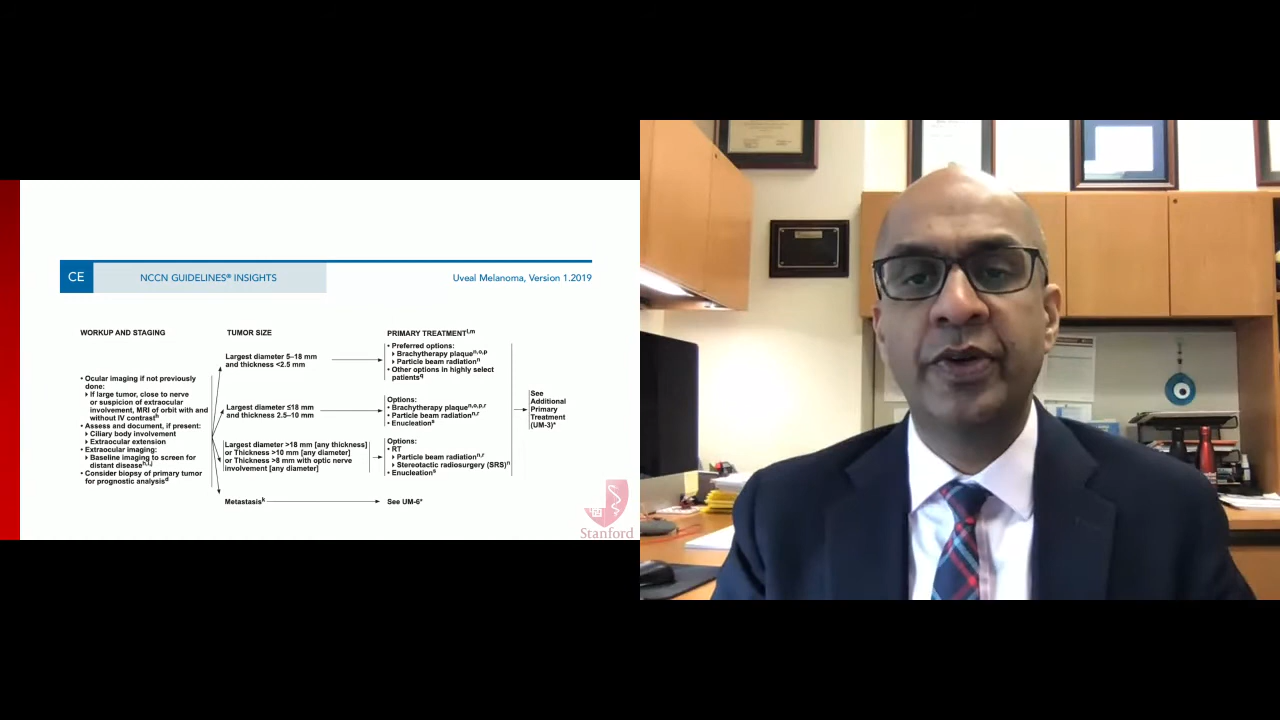 CE
NCCN GUIDELINES® INSIGHTS
Uveal Melanoma, Version 1.2019
WORKUP AND STAGING
• Ocular imaging if not previously
done:
If large tumor, close to nerve
or suspicion of extraocular
involvement, MRI of orbit with and
without IV contrast^h
• Assess and document, if present:
Ciliary body involvement
Extraocular extension
• Extraocular imaging:
Baseline imaging to screen for
distant disease^h,i,j
• Consider biopsy of primary tumor
for prognostic analysis^d
TUMOR SIZE
Largest diameter 5–18 mm
and thickness <2.5 mm
Largest diameter ≤18 mm
and thickness 2.5–10 mm
Largest diameter >18 mm [any thickness]
or Thickness >10 mm [any diameter]
or Thickness >8 mm with optic nerve
involvement [any diameter]
Metastasis^k
PRIMARY TREATMENT^l,m
• Preferred options:
Brachytherapy plaque^n,o,p
Particle beam radiation^n
• Other options in highly select
patients^q
Options:
• Brachytherapy plaque^n,o,p,r
• Particle beam radiation^n,r
• Enucleation^s
Options:
• RT
Particle beam radiation^n,r
Stereotactic radiosurgery (SRS)^n
• Enucleation^s
See UM-6*
See
Additional
Primary
Treatment
(UM-3)*
Stanford